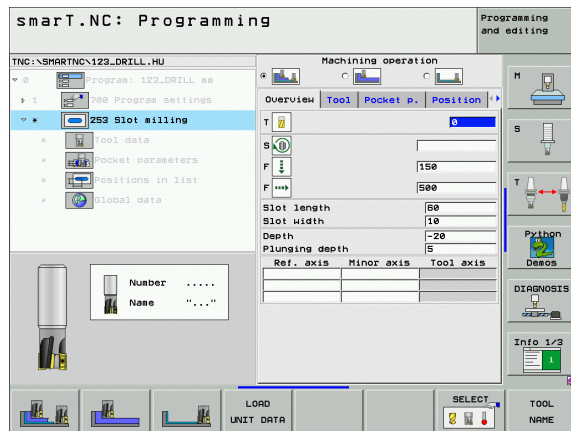 smarT.NC: Programming
Programming and editing
TNC:\SMARTNC\123_DRILL.HU
0 Program: 123_DRILL mm
1 700 Program settings
* 253 Slot milling
* Tool data
* Pocket parameters
* Positions in list
* Global data
Number .....
Name "..."
Machining operation
Overview Tool Pocket p. Position
T 0
S
F 150
F 500
Slot length 60
Slot width 10
Depth -20
Plunging depth 5
Ref. axis Minor axis Tool axis
M
S
T
Python
Demos
DIAGNOSIS
Info 1/3
LOAD
UNIT DATA
SELECT
TOOL
NAME